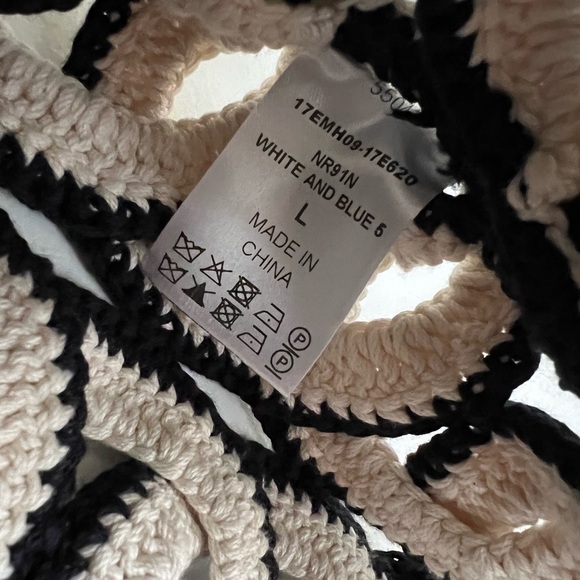 17EMH09-17E620
NR91N
WHITE AND BLUE 5
L
MADE IN
CHINA
P
P